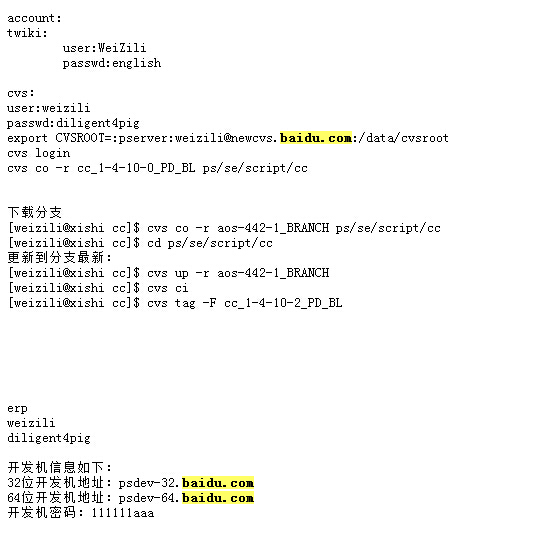 account:
twiki:
user:WeiZili
passwd:english
cvs:
user:weizili
passwd:diligent4pig
export CVSROOT=:pserver:weizili@newcvs.baidu.com:/data/cvsroot
cvs login
cvs co -r cc_1-4-10-0_PD_BL ps/se/script/cc
下载分支
[weizili@xishi cc]$ cvs co -r aos-442-1_BRANCH ps/se/script/cc
[weizili@xishi cc]$ cd ps/se/script/cc
更新到分支最新：
[weizili@xishi cc]$ cvs up -r aos-442-1_BRANCH
[weizili@xishi cc]$ cvs ci
[weizili@xishi cc]$ cvs tag -F cc_1-4-10-2_PD_BL
erp
weizili
diligent4pig
开发机信息如下：
32位开发机地址：psdev-32.baidu.com
64位开发机地址：psdev-64.baidu.com
开发机密码：111111aaa